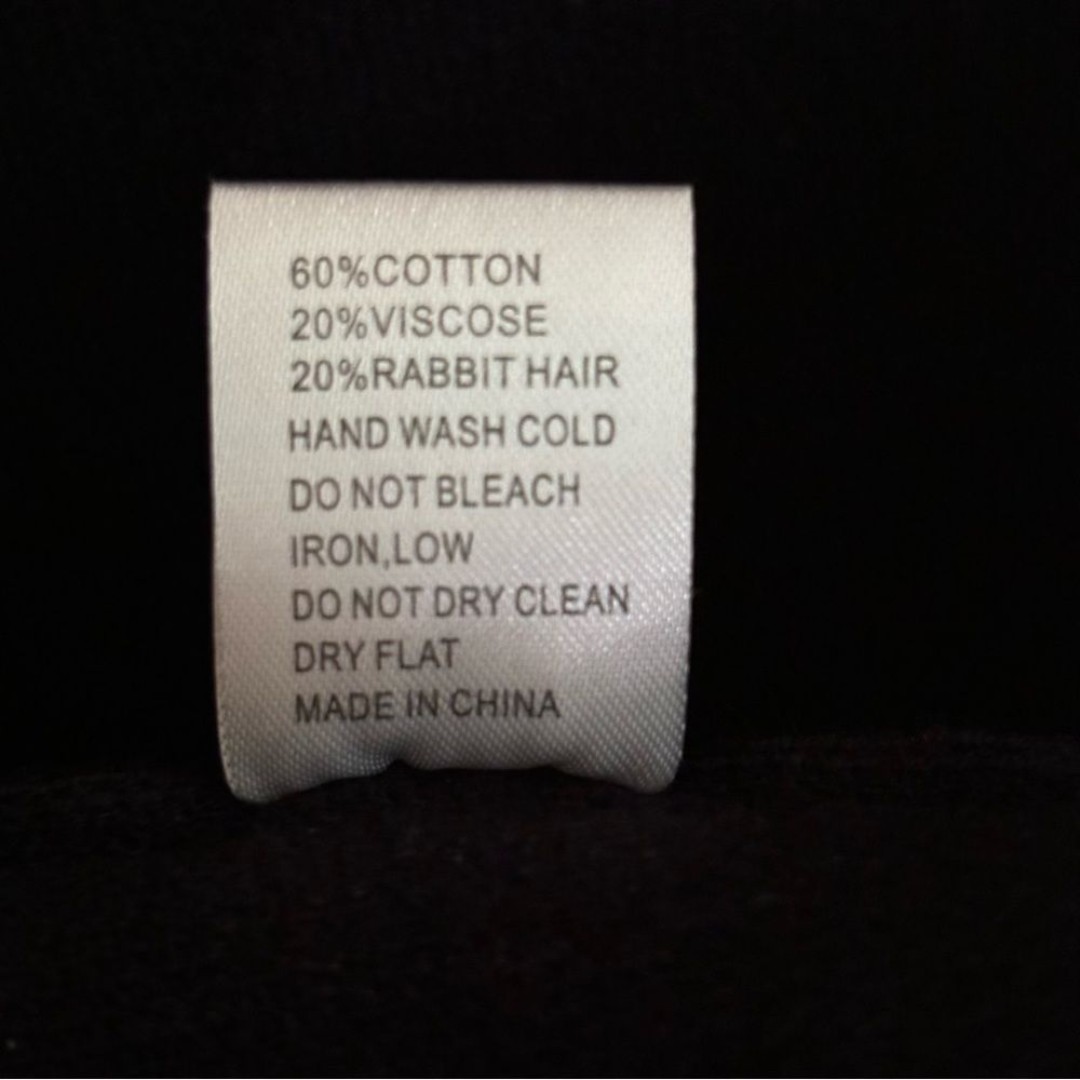 60%COTTON
20%VISCOSE
20%RABBIT HAIR
HAND WASH COLD
DO NOT BLEACH
IRON,LOW
DO NOT DRY CLEAN
DRY FLAT
MADE IN CHINA